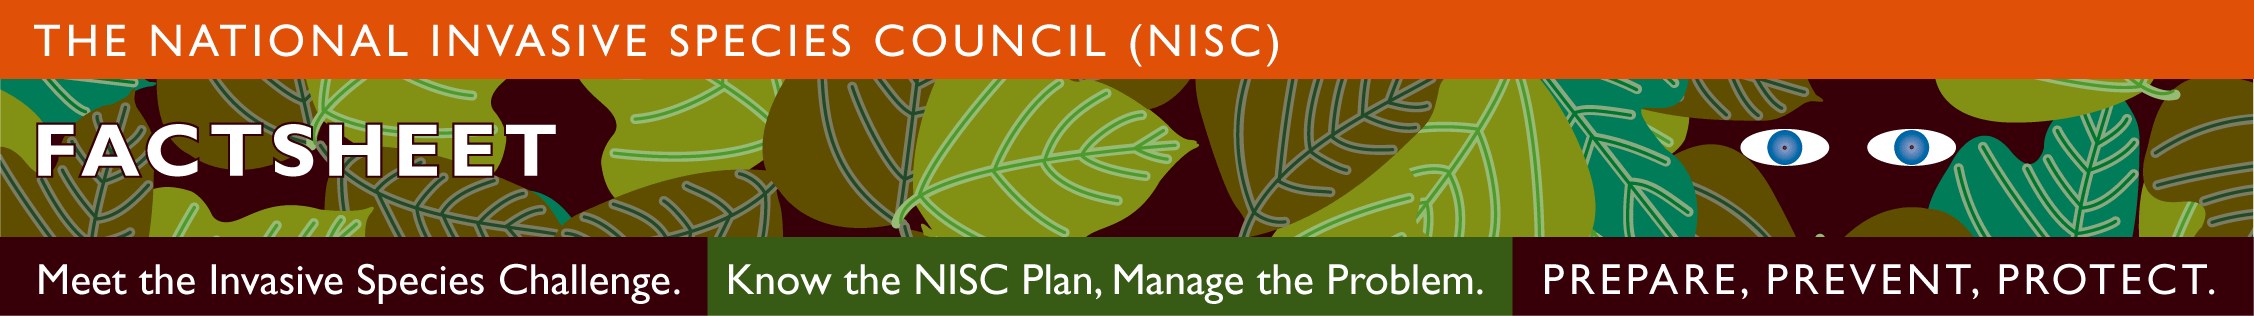 THE NATIONAL INVASIVE SPECIES COUNCIL (NISC)
FACTSHEET
Meet the Invasive Species Challenge. Know the NISC Plan, Manage the Problem. PREPARE, PREVENT, PROTECT.